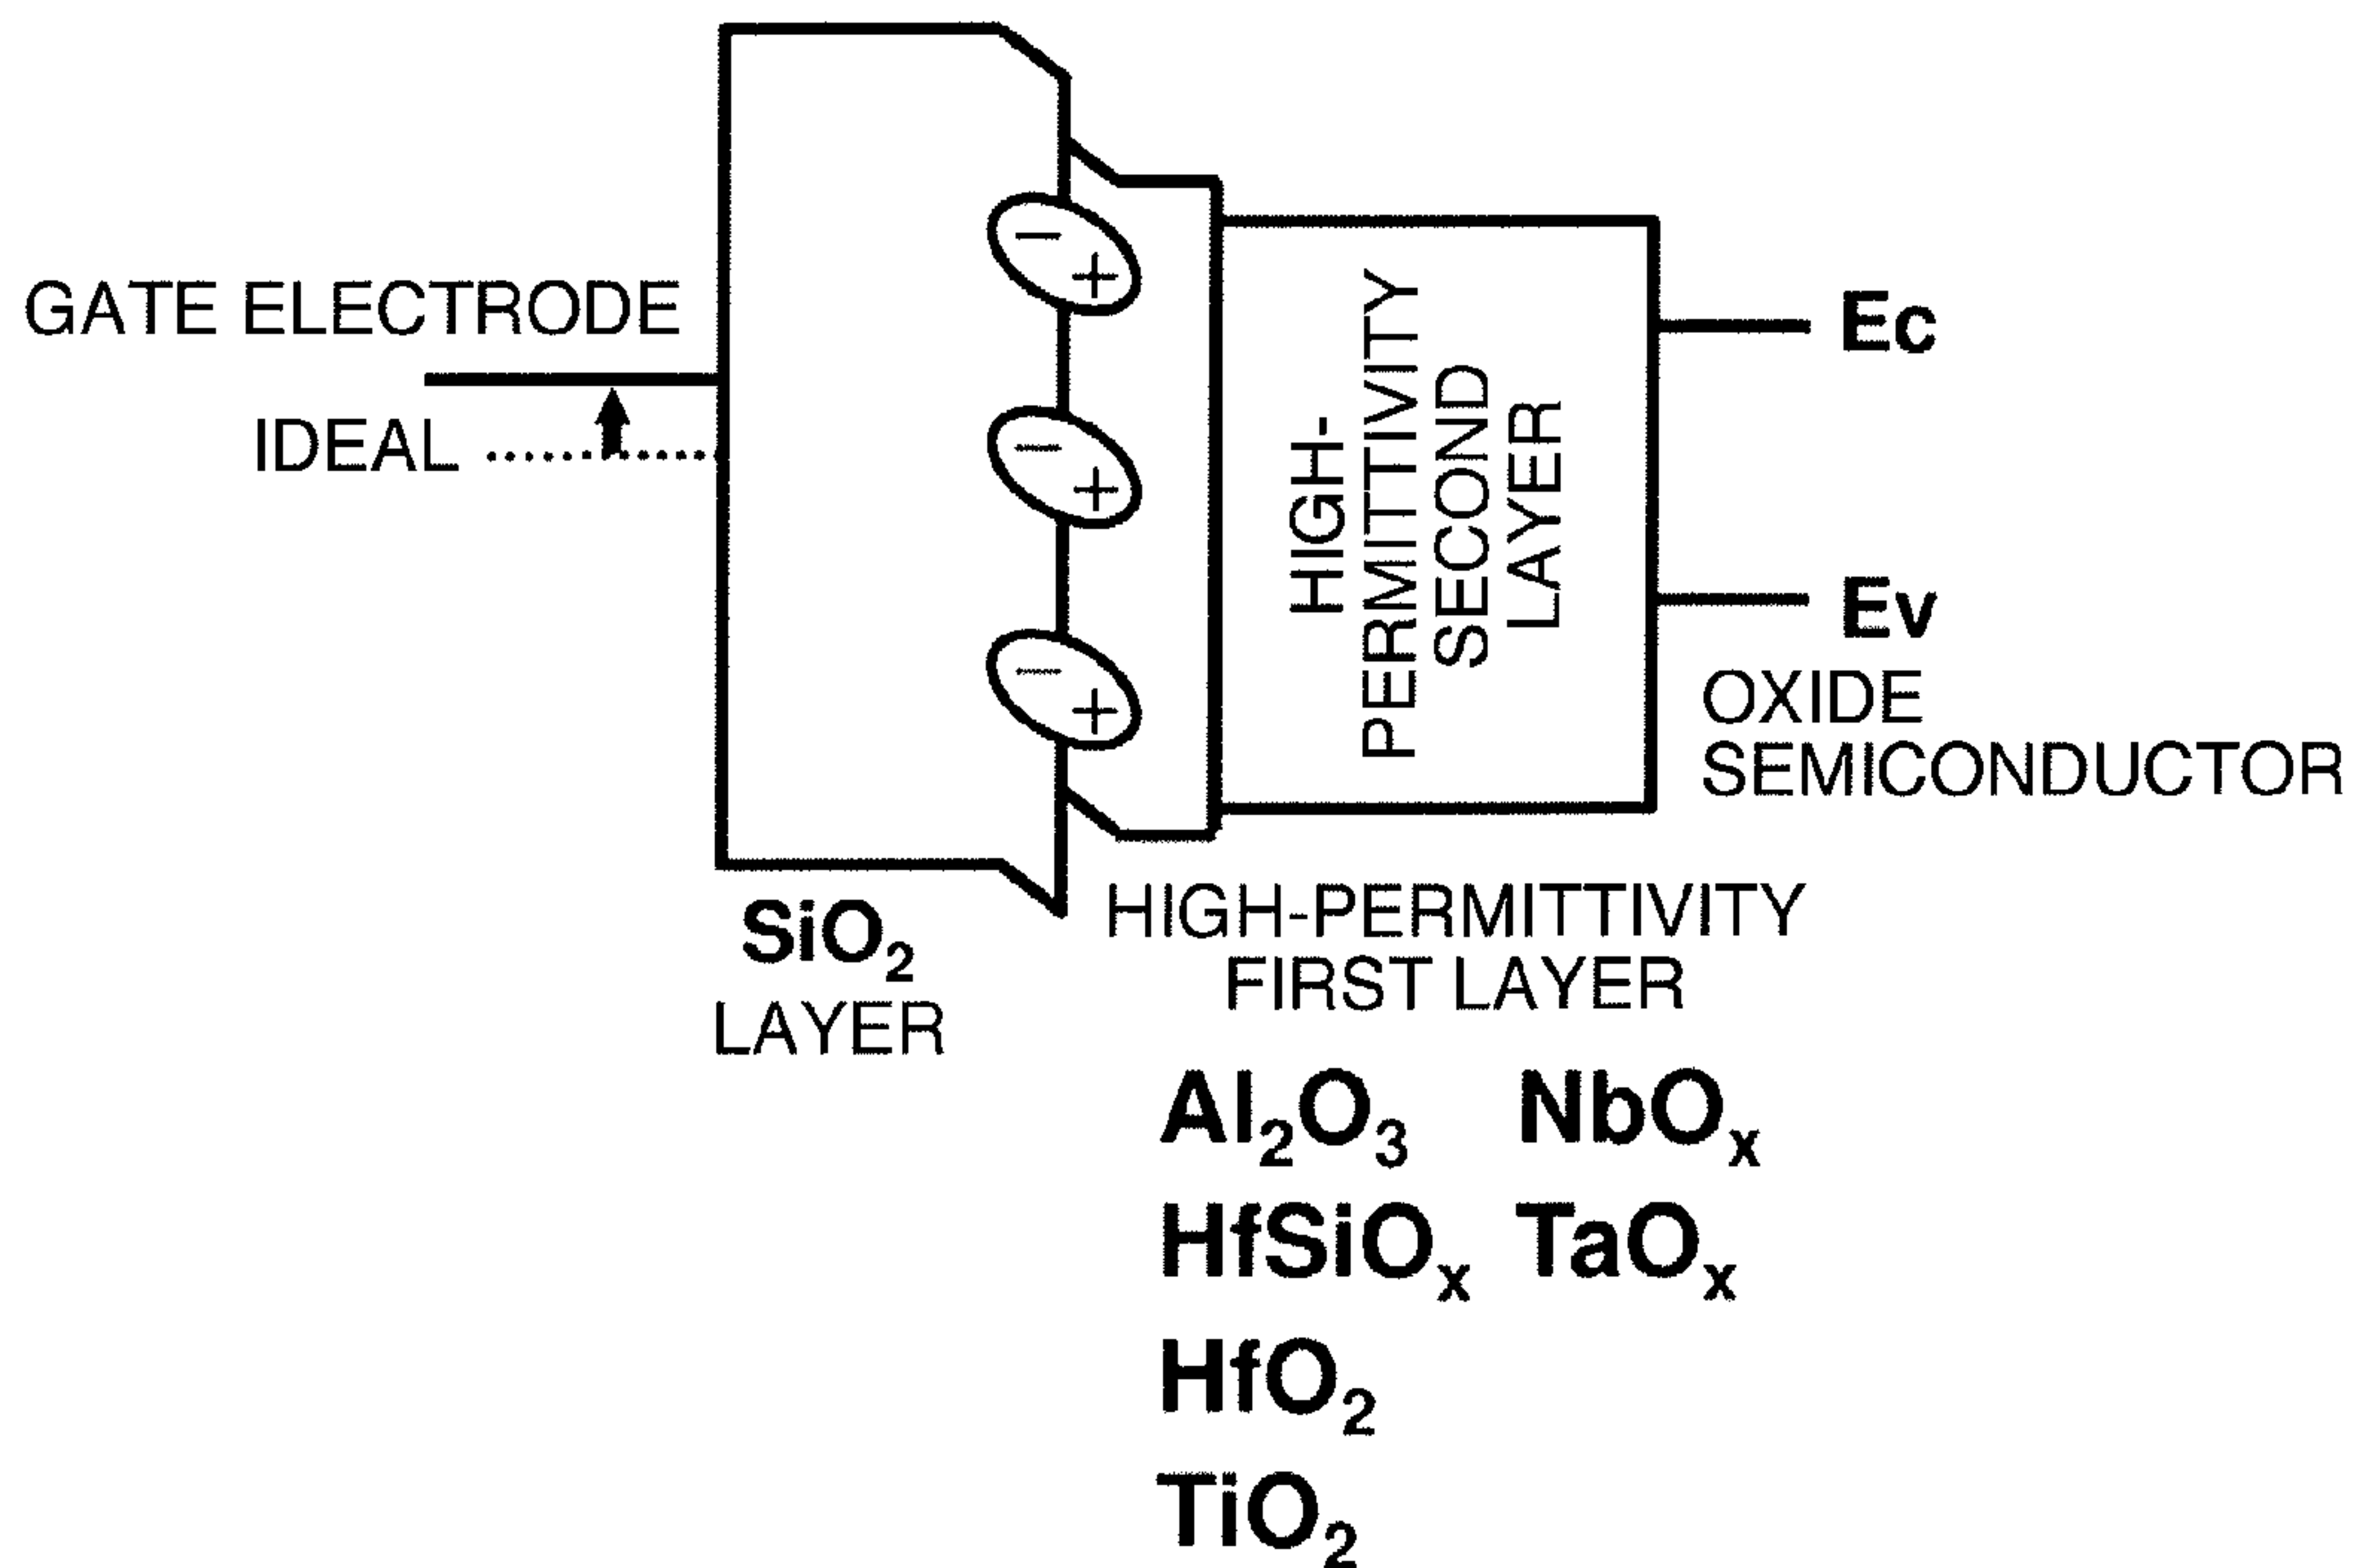 GATE ELECTRODE
IDEAL
−
+
−
+
−
+
HIGH-
PERMITTIVITY
SECOND
LAYER
Ec
Ev
OXIDE
SEMICONDUCTOR
SiO₂
LAYER
HIGH-PERMITTIVITY
FIRST LAYER
Al₂O₃ NbOₓ
HfSiOₓ TaOₓ
HfO₂
TiO₂